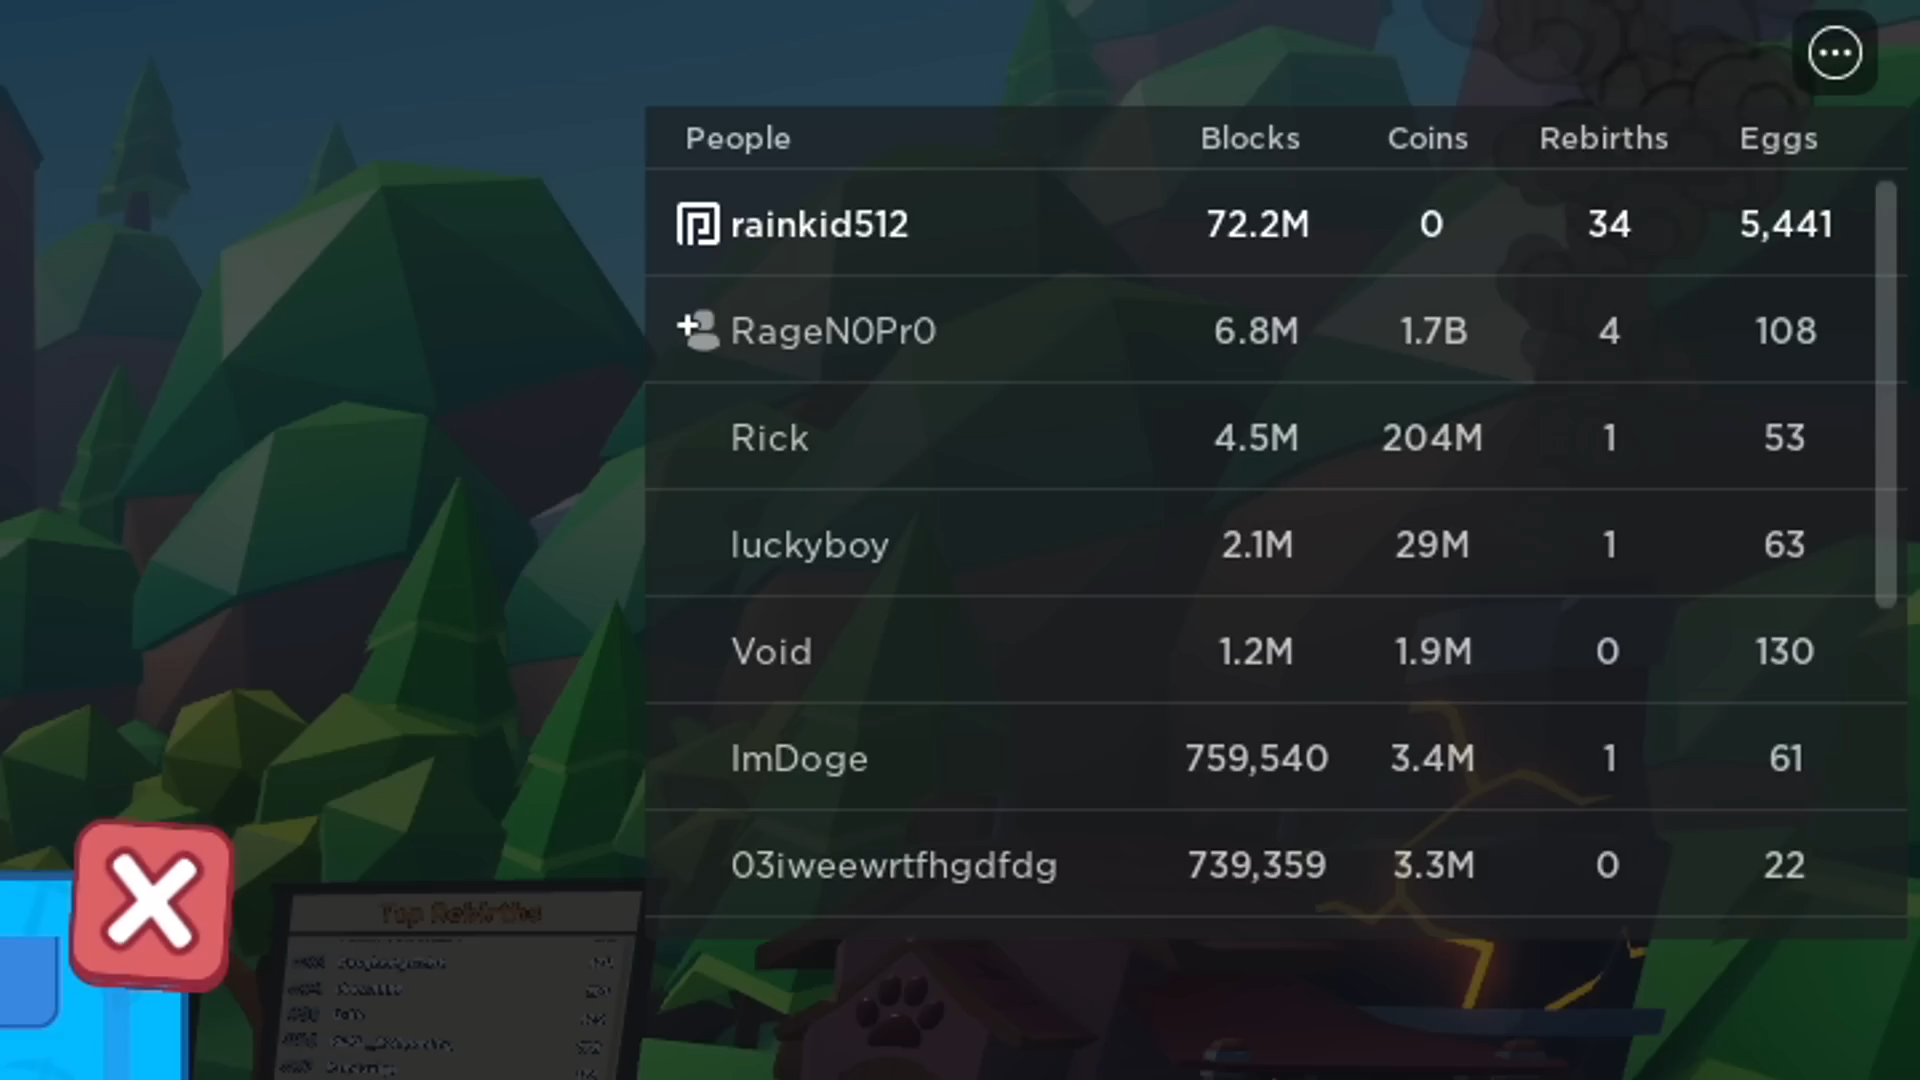 People Blocks Coins Rebirths Eggs
rainkid512 72.2M 0 34 5,441
RageN0Pr0 6.8M 1.7B 4 108
Rick 4.5M 204M 1 53
luckyboy 2.1M 29M 1 63
Void 1.2M 1.9M 0 130
ImDoge 759,540 3.4M 1 61
03iweewrtfhgdfdg 739,359 3.3M 0 22
Top Rebirths